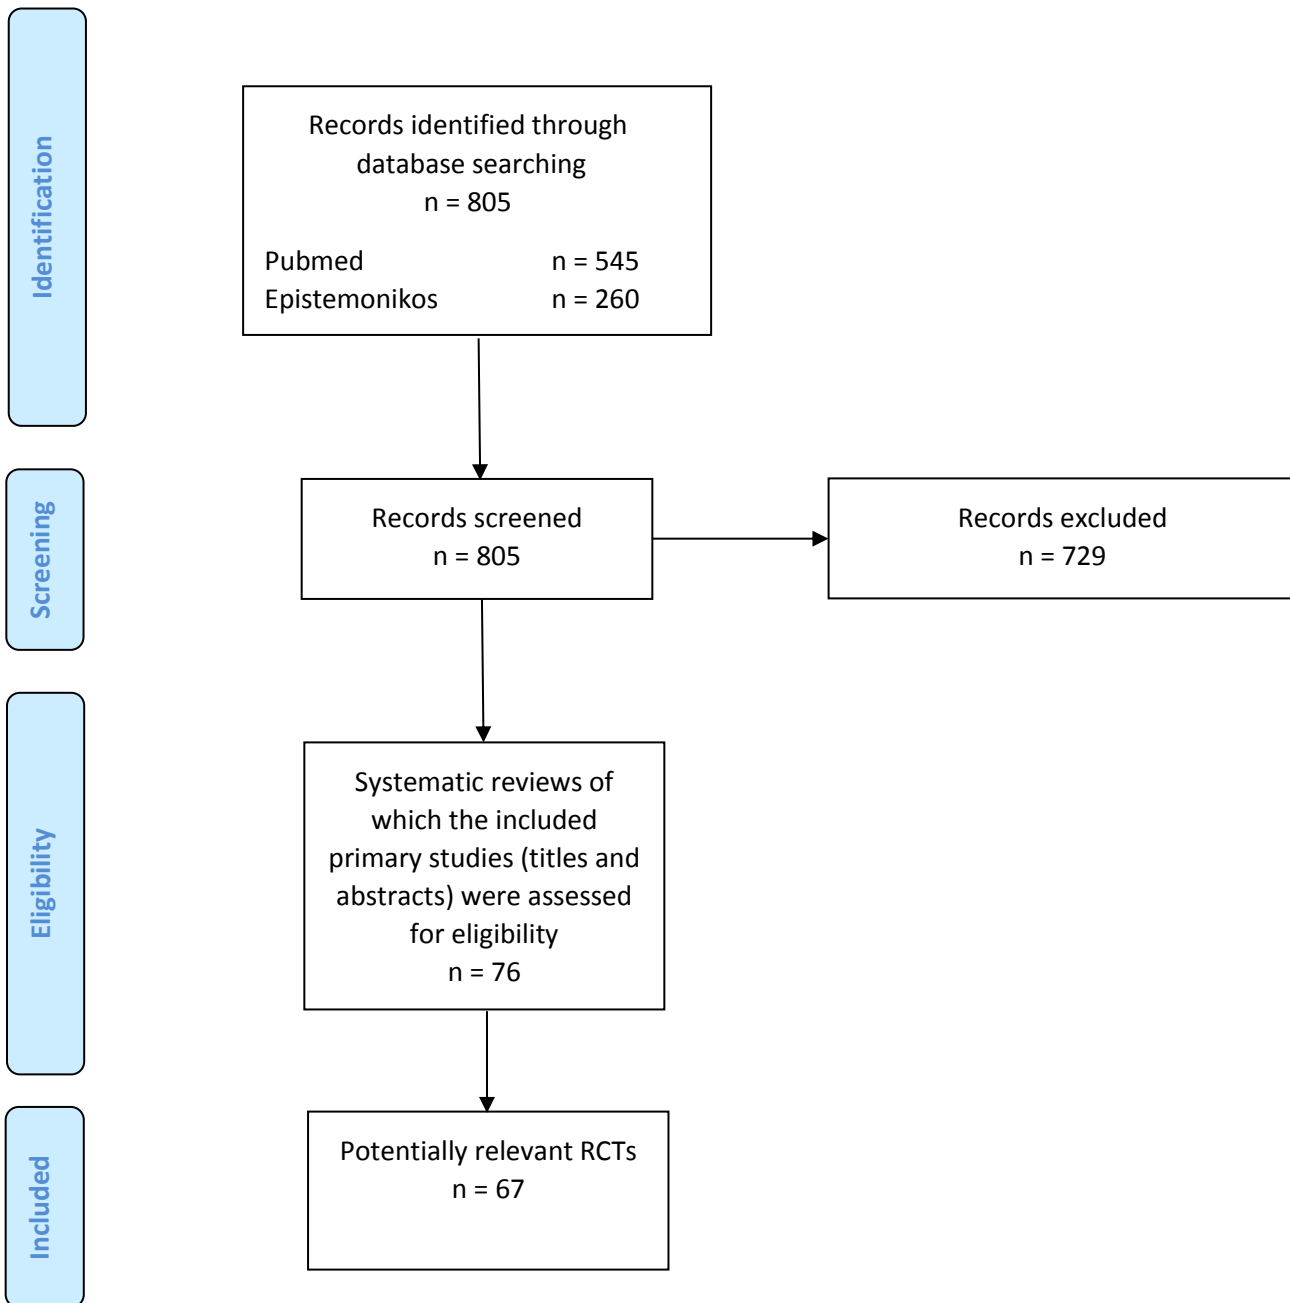 Identification
Records identified through
database searching
n = 805
Pubmed n = 545
Epistemonikos n = 260
Screening
Records screened
n = 805
Records excluded
n = 729
Eligibility
Systematic reviews of
which the included
primary studies (titles and
abstracts) were assessed
for eligibility
n = 76
Included
Potentially relevant RCTs
n = 67